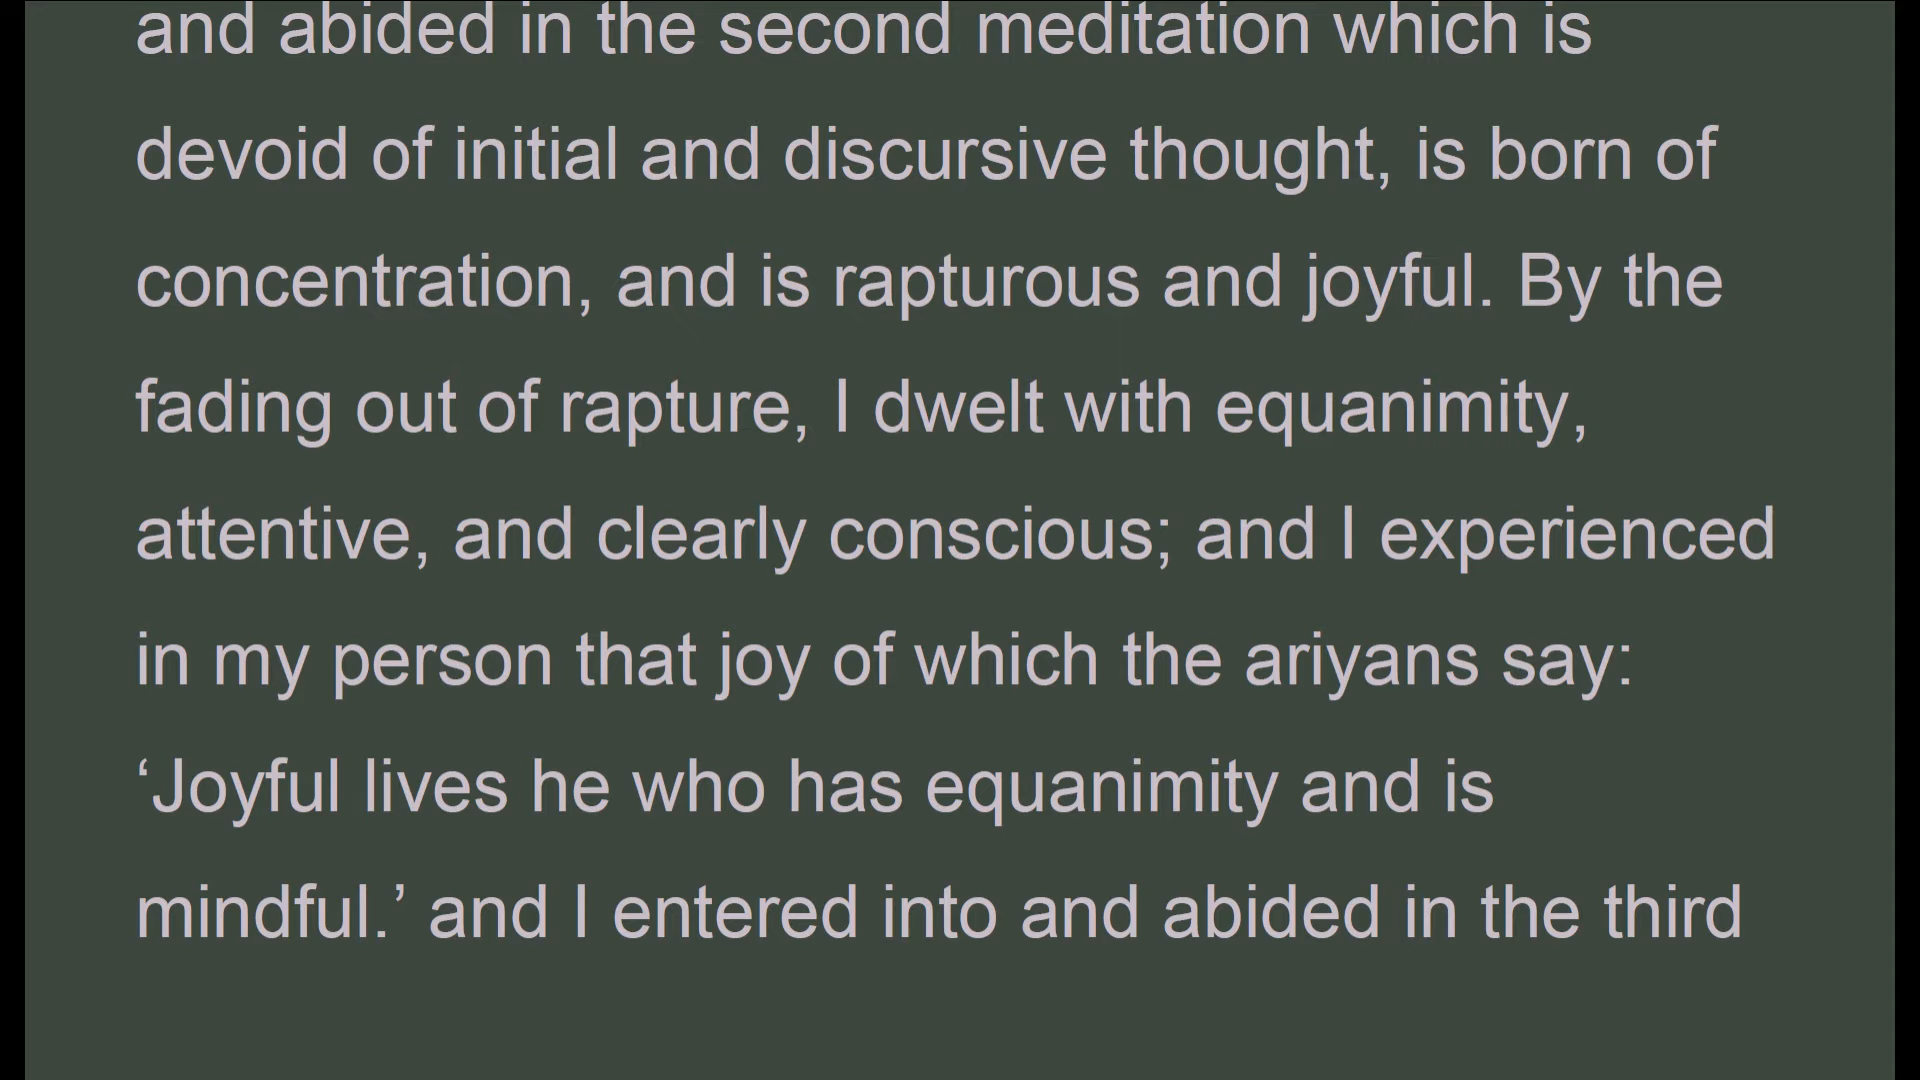 and abided in the second meditation which is
devoid of initial and discursive thought, is born of
concentration, and is rapturous and joyful. By the
fading out of rapture, I dwelt with equanimity,
attentive, and clearly conscious; and I experienced
in my person that joy of which the ariyans say:
‘Joyful lives he who has equanimity and is
mindful.’ and I entered into and abided in the third